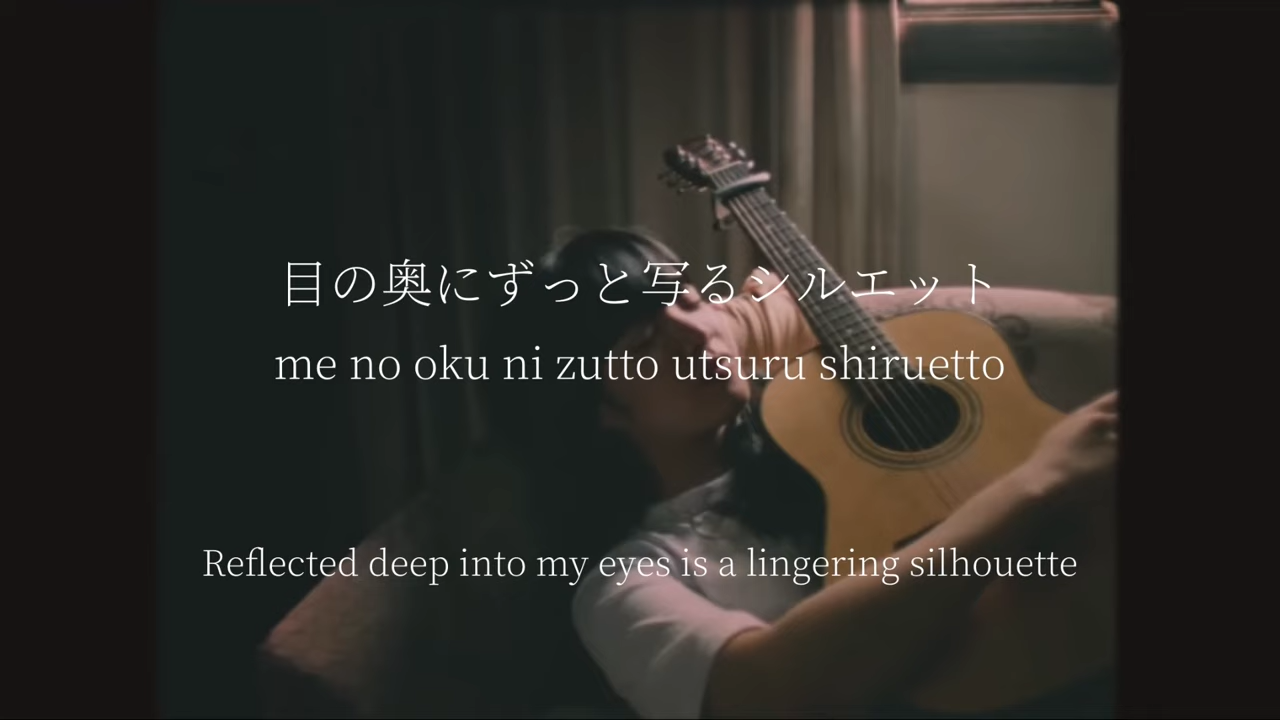 目の奥にずっと写るシルエット
me no oku ni zutto utsuru shiruetto
Reflected deep into my eyes is a lingering silhouette